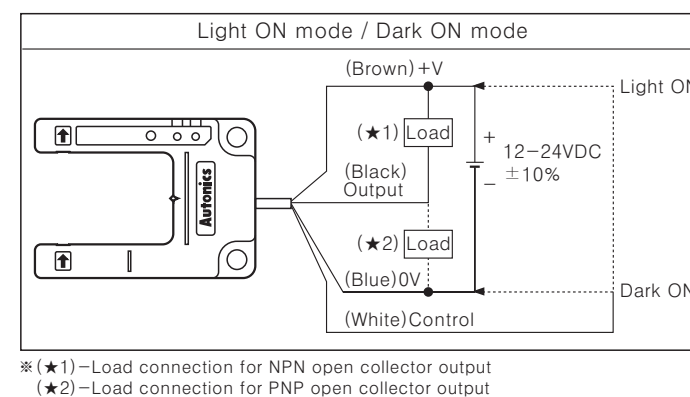 Light ON mode / Dark ON mode
(Brown)+V
Light ON
(★1) Load
+
12-24VDC
±10%
-
(Black)
Output
Autonics
(★2) Load
(Blue)0V
Dark ON
(White)Control
※(★1)-Load connection for NPN open collector output
(★2)-Load connection for PNP open collector output